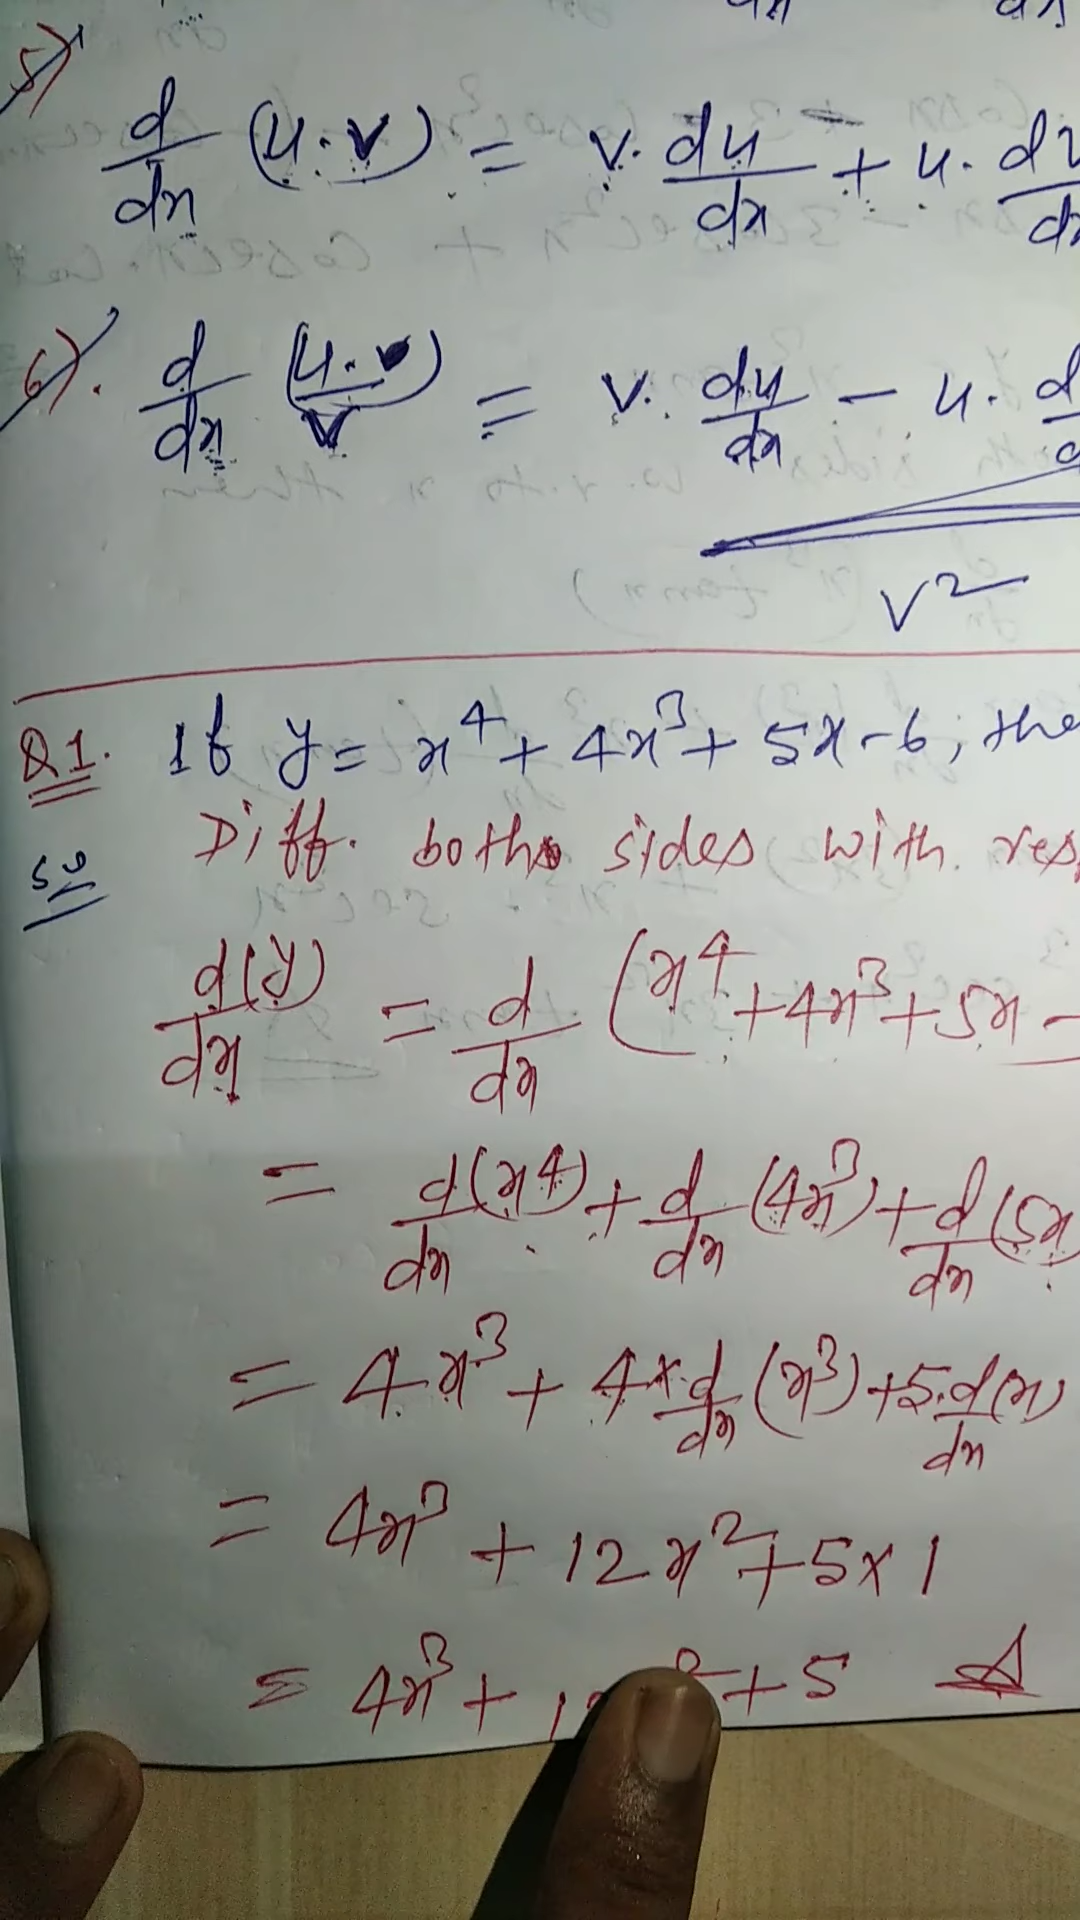 5)
d/dx (u.v) = v. du/dx + u. dv
6). d/dx (u.v/v) = v. du/dx - u. d
v²
Q1. If y = x⁴ + 4x³ + 5x - 6, the
Sol Diff. both sides with. res
d(y)/dx = d/dx (x⁴ + 4x³ + 5x -
= d(x⁴)/dx + d/dx (4x³) + d/dx (5x
= 4x³ + 4 × d/dx (x³) + 5. d(x)/dx
= 4x³ + 12x² + 5 × 1
= 4x³ + + 5